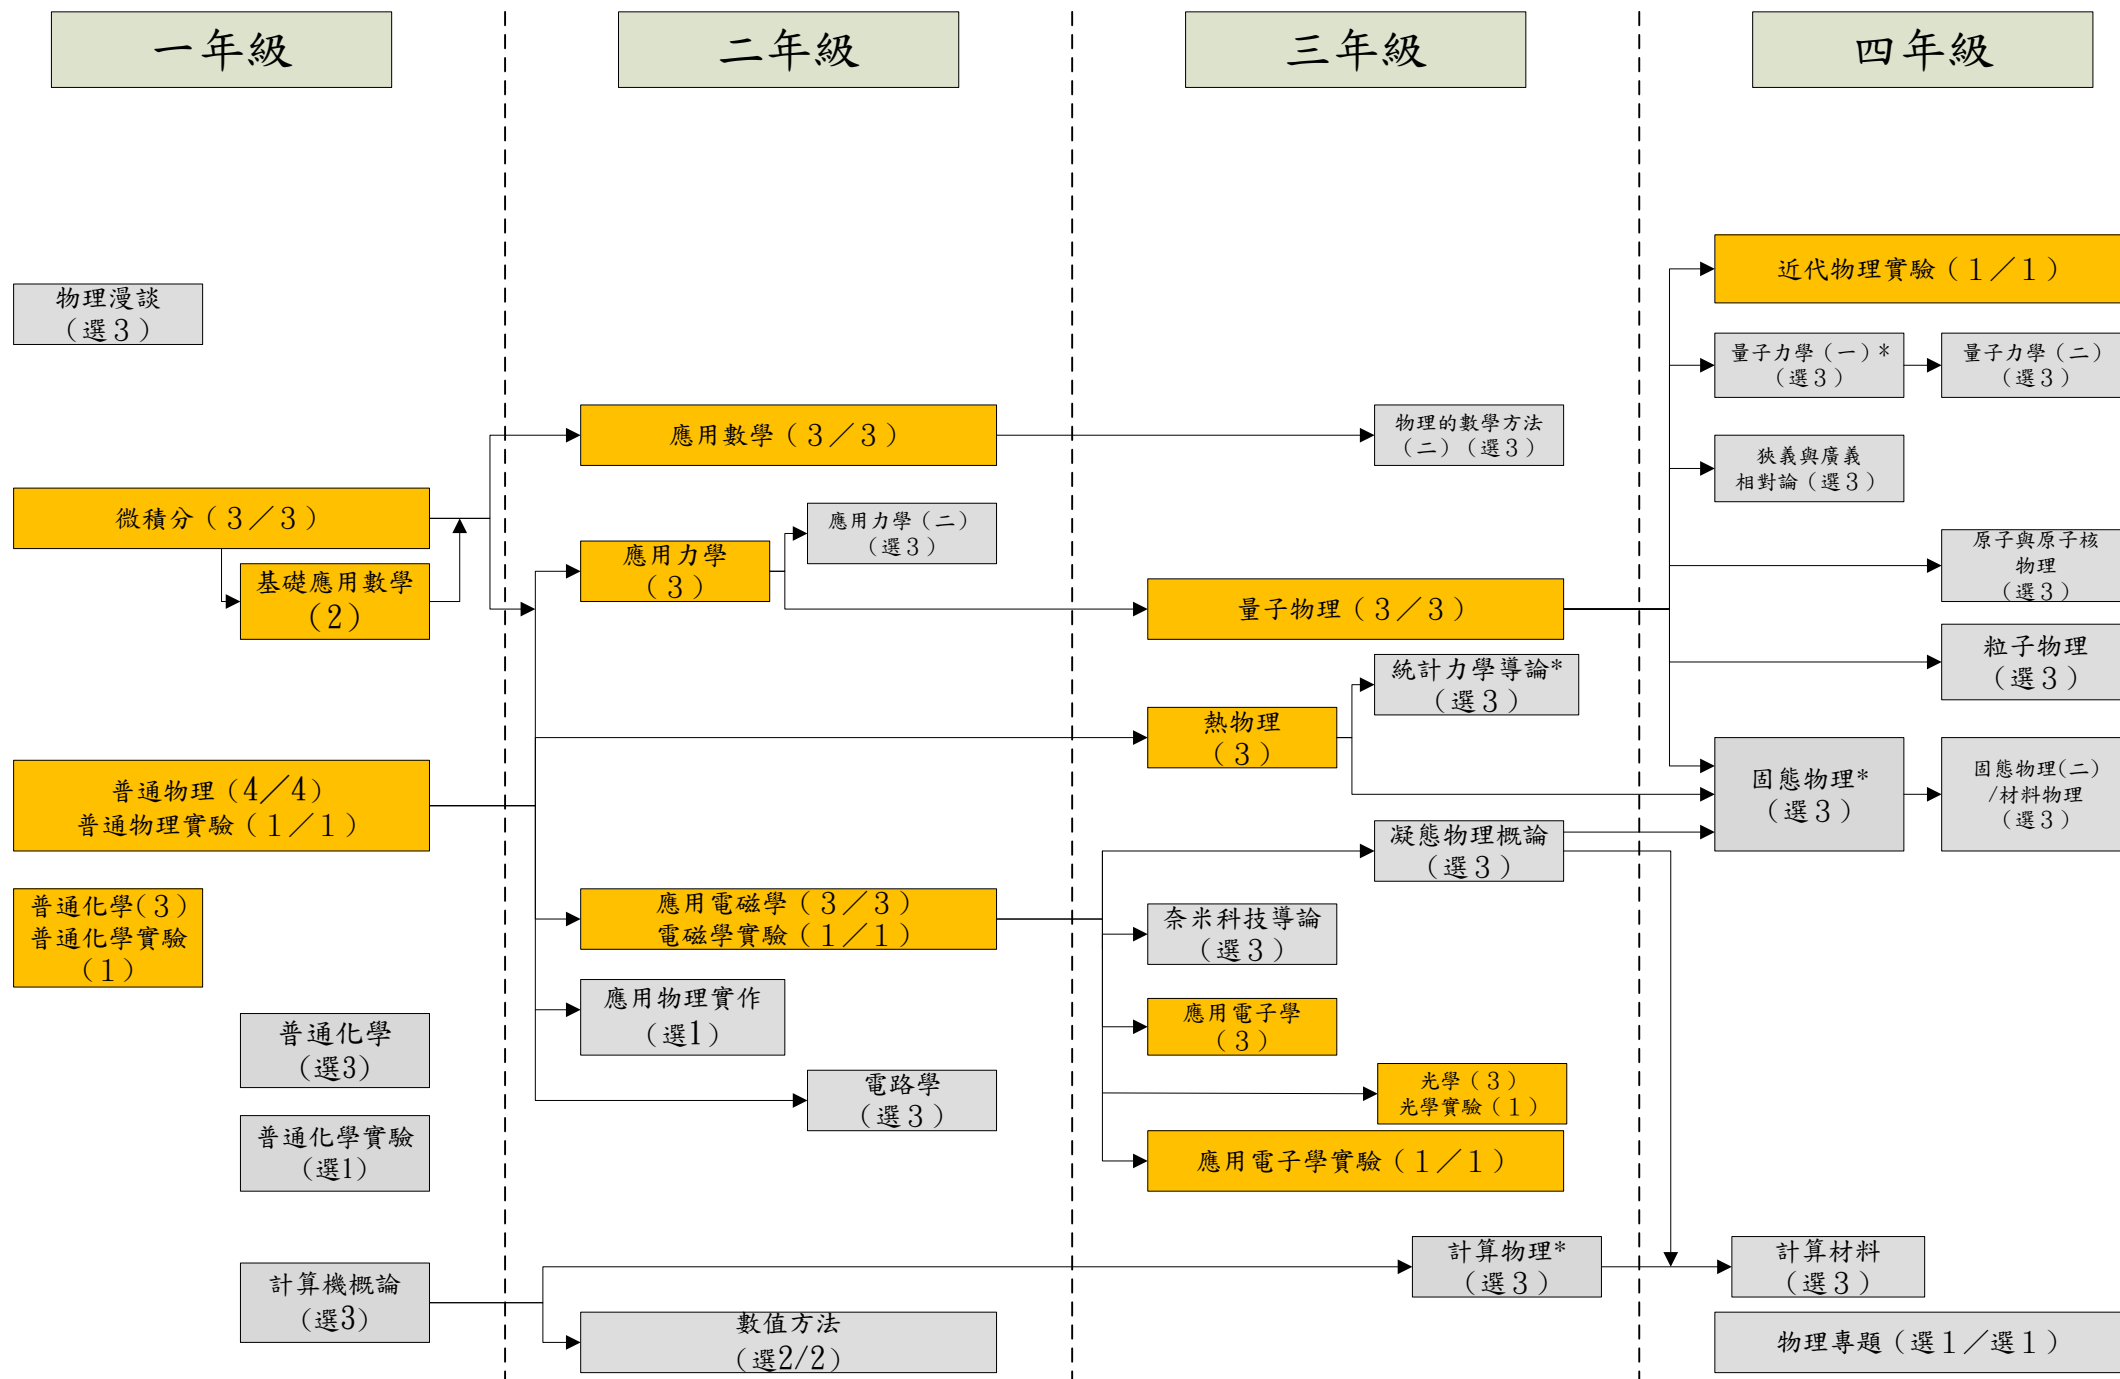 一年級
二年級
三年級
四年級
物理漫談
（選３）
微積分（３／３）
基礎應用數學
（2）
普通物理（4／4）
普通物理實驗（１／１）
普通化學(３)
普通化學實驗
（1）
普通化學
（選3）
普通化學實驗
（選1）
計算機概論
（選3）
應用數學（３／３）
應用力學
（３）
應用力學（二）
（選３）
應用電磁學（３／３）
電磁學實驗（１／１）
應用物理實作
（選1）
電路學
（選３）
數值方法
（選2/2）
物理的數學方法
（二）（選３）
量子物理（３／３）
統計力學導論*
（選３）
熱物理
（３）
凝態物理概論
（選３）
奈米科技導論
（選３）
應用電子學
（３）
光學（３）
光學實驗（１）
應用電子學實驗（１／１）
計算物理*
（選３）
近代物理實驗（１／１）
量子力學（一）*
（選３）
量子力學（二）
（選３）
狹義與廣義
相對論（選３）
原子與原子核
物理
（選３）
粒子物理
（選３）
固態物理*
（選３）
固態物理(二)
/材料物理
（選３）
計算材料
（選３）
物理專題（選１／選１）